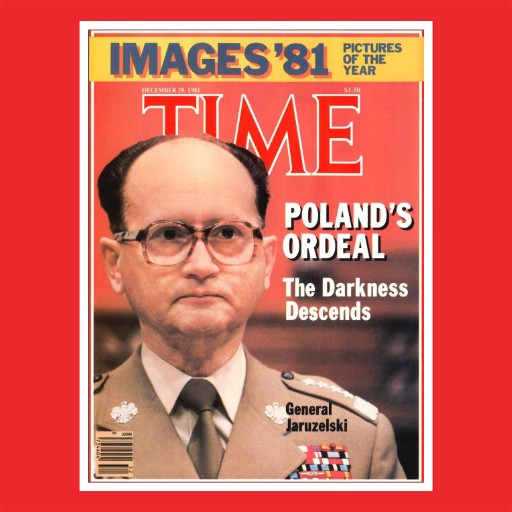 IMAGES '81
PICTURES
OF THE
YEAR
DECEMBER 28, 1981
$1.50
TIME
POLAND'S
ORDEAL
The Darkness
Descends
General
Jaruzelski